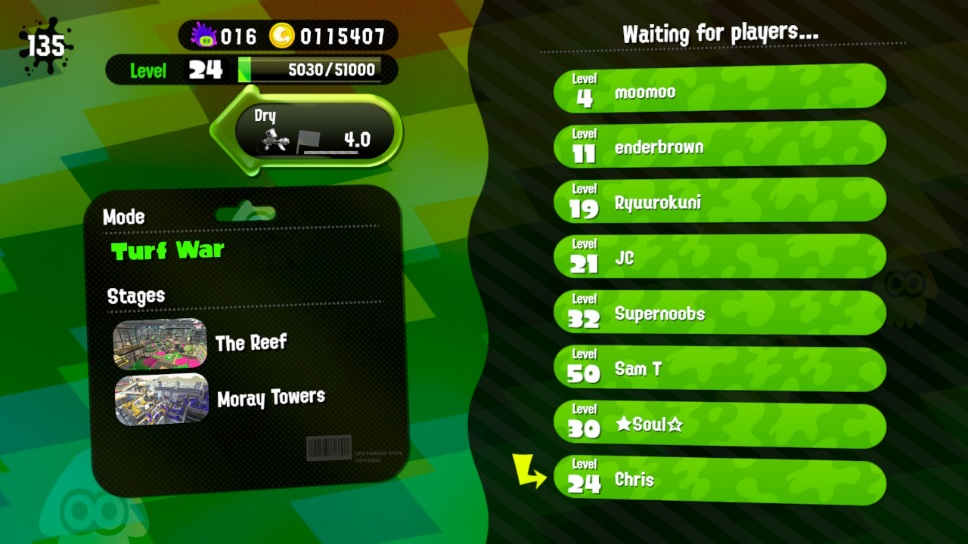 135
016 0115407
Level 24 5030/51000
Dry
4.0
Mode
Turf War
Stages
The Reef
Moray Towers
Waiting for players...
Level
4 moomoo
Level
11 enderbrown
Level
19 Ryuurokuni
Level
21 JC
Level
32 Supernoobs
Level
50 Sam T
Level
30 ★Soul☆
Level
24 Chris